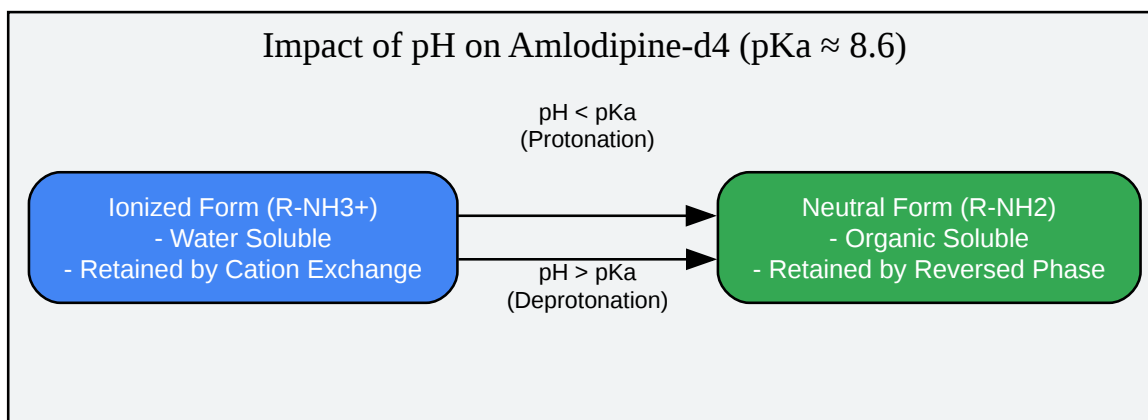 Impact of pH on Amlodipine-d4 (pKa ≈ 8.6)
pH < pKa
(Protonation)
Ionized Form (R-NH3+)
- Water Soluble
- Retained by Cation Exchange
Neutral Form (R-NH2)
- Organic Soluble
- Retained by Reversed Phase
pH > pKa
(Deprotonation)